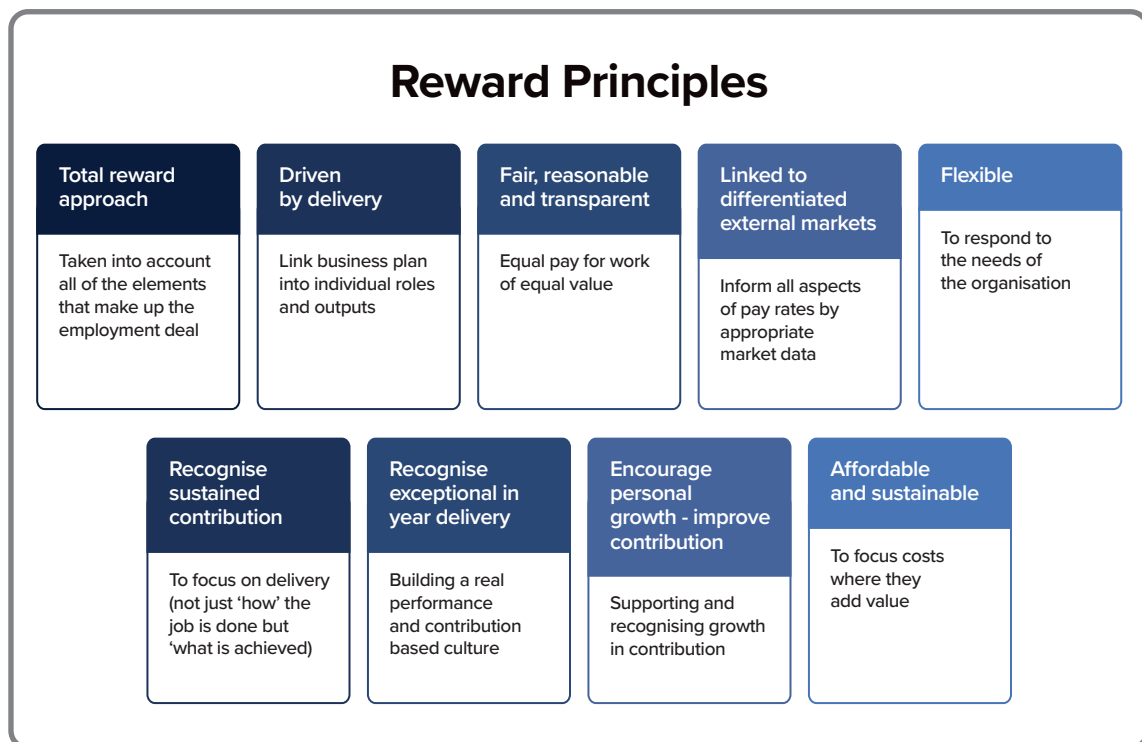 Reward Principles
Total reward
approach
Taken into account
all of the elements
that make up the
employment deal
Driven
by delivery
Link business plan
into individual roles
and outputs
Fair, reasonable
and transparent
Equal pay for work
of equal value
Linked to
differentiated
external markets
Inform all aspects
of pay rates by
appropriate
market data
Flexible
To respond to
the needs of
the organisation
Recognise
sustained
contribution
To focus on delivery
(not just ‘how’ the
job is done but
‘what is achieved)
Recognise
exceptional in
year delivery
Building a real
performance
and contribution
based culture
Encourage
personal
growth - improve
contribution
Supporting and
recognising growth
in contribution
Affordable
and sustainable
To focus costs
where they
add value